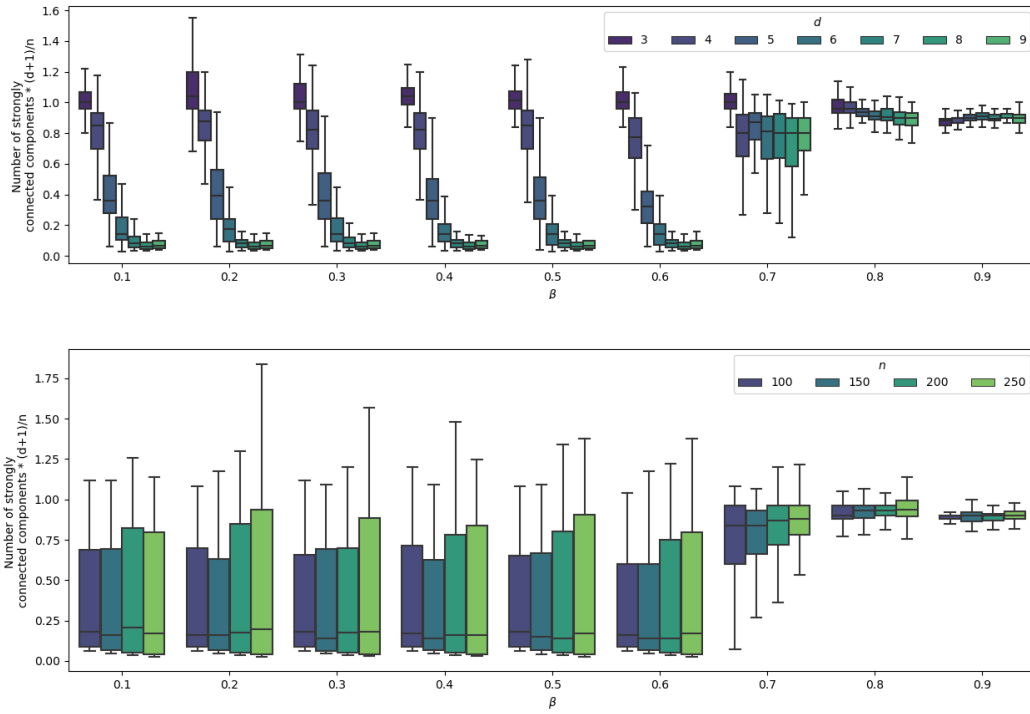 1.6
1.4
1.2
1.0
0.8
0.6
0.4
0.2
0.0
Number of strongly
connected components * (d+1)/n
d
3 4 5 6 7 8 9
0.1 0.2 0.3 0.4 0.5 0.6 0.7 0.8 0.9
β
1.75
1.50
1.25
1.00
0.75
0.50
0.25
0.00
Number of strongly
connected components * (d+1)/n
n
100 150 200 250
0.1 0.2 0.3 0.4 0.5 0.6 0.7 0.8 0.9
β